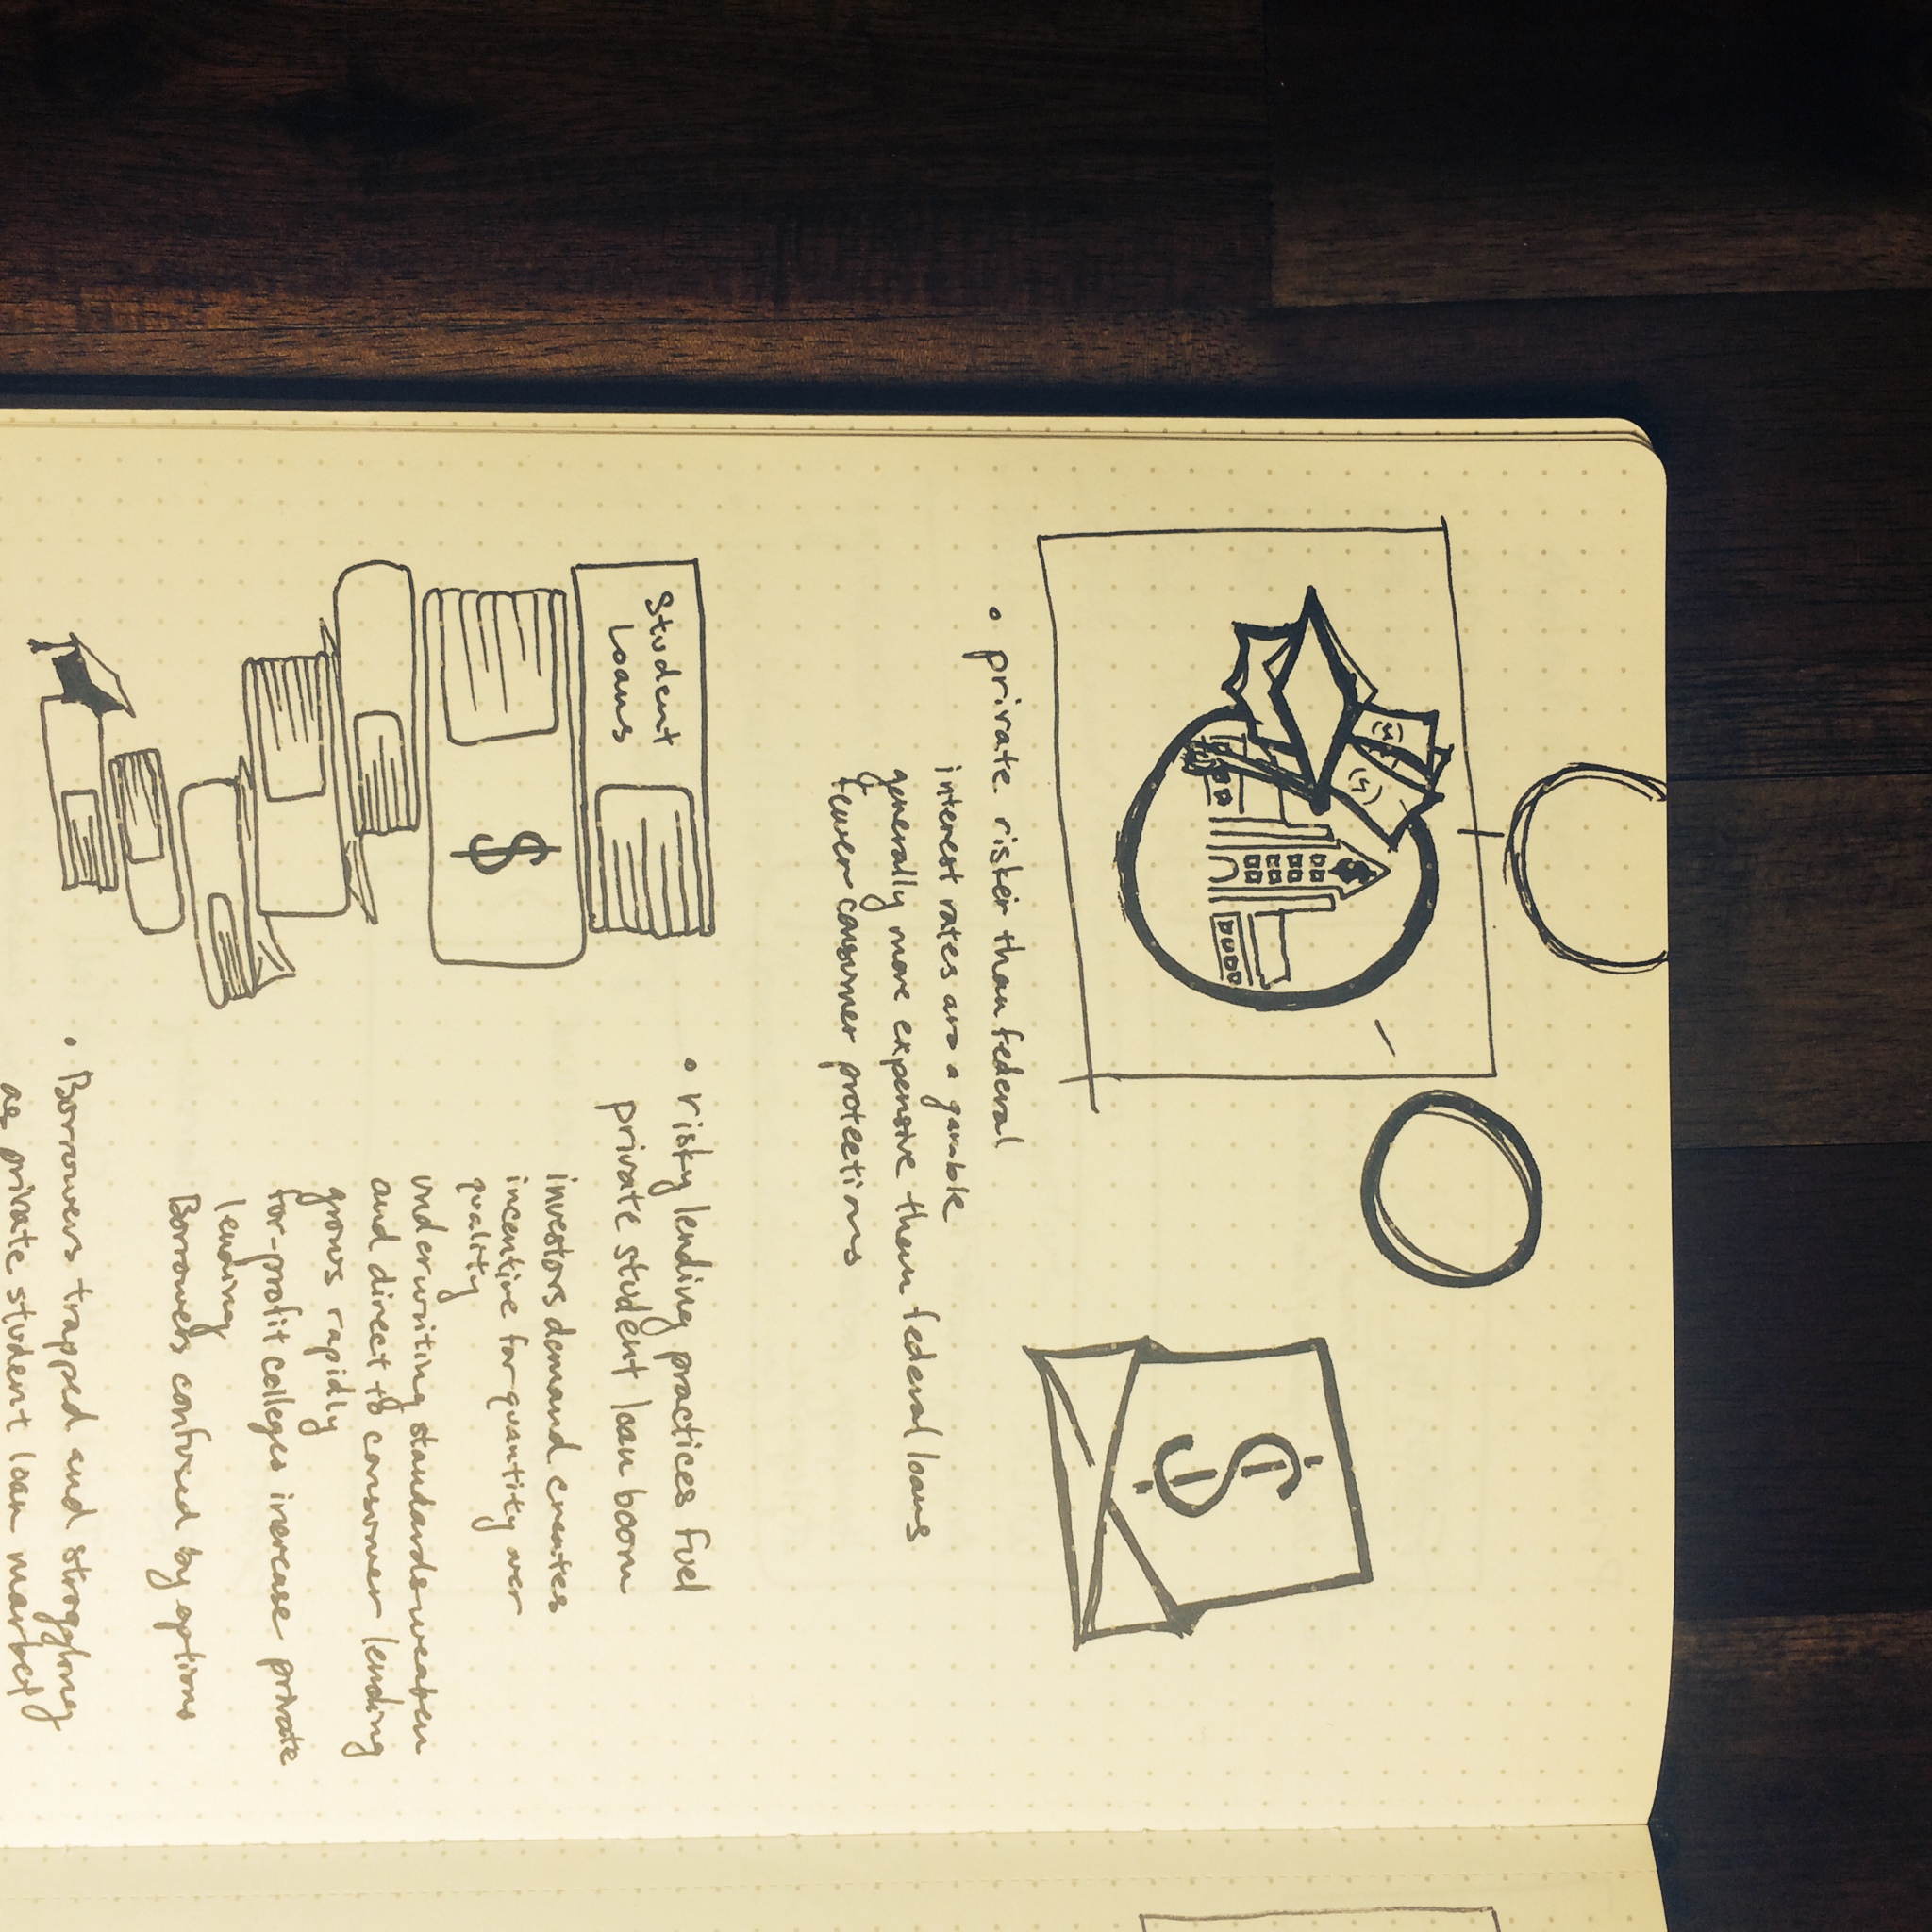 $
• private riskier than federal
interest rates are a gamble
generally more expensive than federal loans
fewer consumer protections
Student
Loans
$
• risky lending practices fuel
private student loan boom
investors demand creates
incentive for quantity over
quality
underwriting standards weaken
and direct to consumer lending
grows rapidly
for-profit colleges increase private
lending
Borrowers confused by options
• Borrowers trapped and struggling
as private student loan market